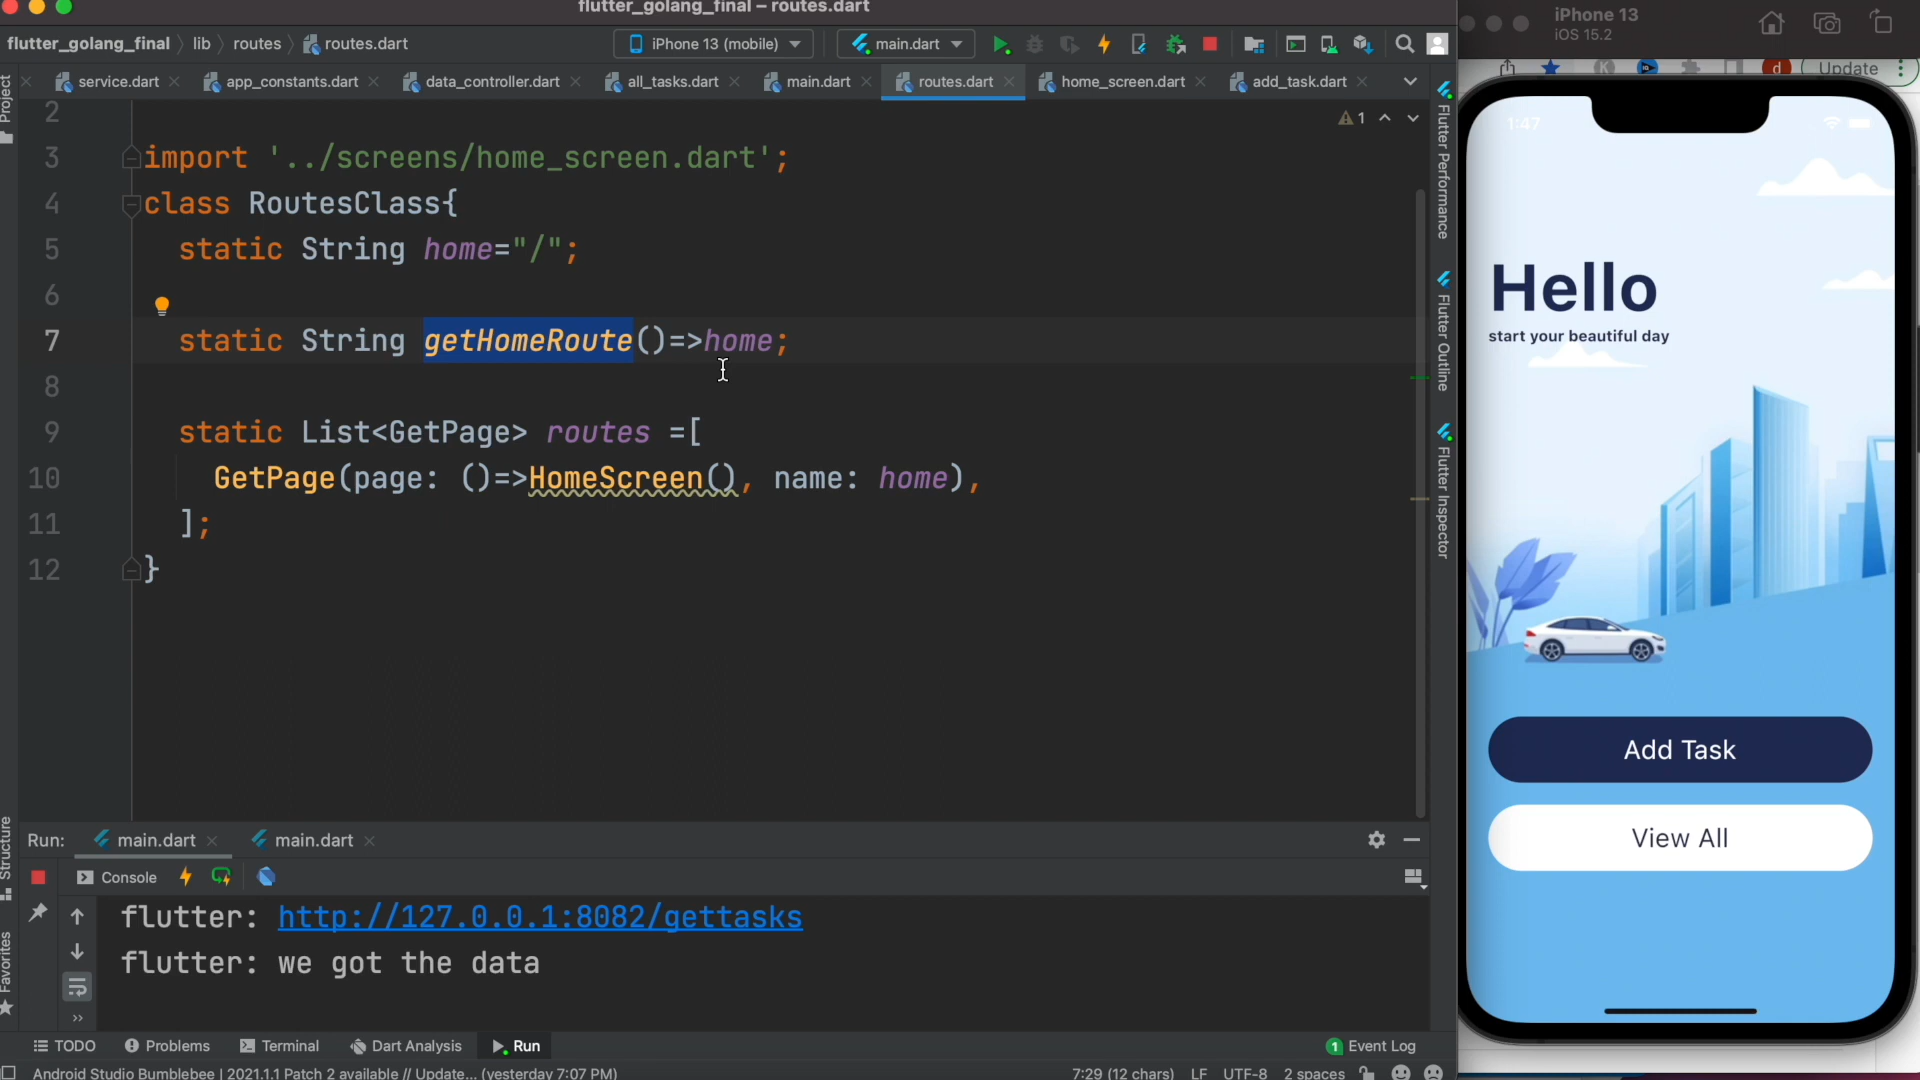 flutter_golang_final – routes.dart
flutter_golang_final lib routes routes.dart
iPhone 13 (mobile) main.dart
service.dart app_constants.dart data_controller.dart all_tasks.dart main.dart routes.dart home_screen.dart add_task.dart
1
2
3 import '../screens/home_screen.dart';
4 class RoutesClass{
5 static String home="/";
6
7 static String getHomeRoute()=>home;
8
9 static List<GetPage> routes =[
10 GetPage(page: ()=>HomeScreen(), name: home),
11 ];
12 }
Project
Structure
Favorites
Flutter Performance
Flutter Outline
Flutter Inspector
Run: main.dart main.dart
Console
flutter: http://127.0.0.1:8082/gettasks
flutter: we got the data
TODO Problems Terminal Dart Analysis Run 1 Event Log
Android Studio Bumblebee | 2021.1.1 Patch 2 available // Update... (yesterday 7:07 PM) 7:29 (12 chars) LF UTF-8 2 spaces
iPhone 13
iOS 15.2
K d Update
1:47
Hello
start your beautiful day
Add Task
View All